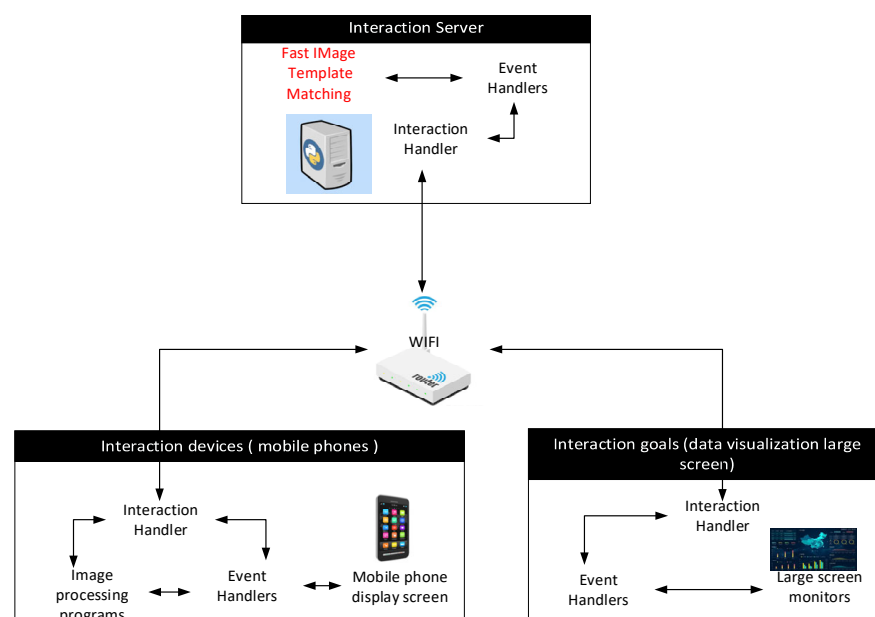 Interaction Server
Fast IMage
Template
Matching
Event
Handlers
Interaction
Handler
WIFI
router
Interaction devices ( mobile phones )
Interaction
Handler
Image
processing
programs
Event
Handlers
Mobile phone
display screen
Interaction goals (data visualization large
screen)
Interaction
Handler
Event
Handlers
Large screen
monitors